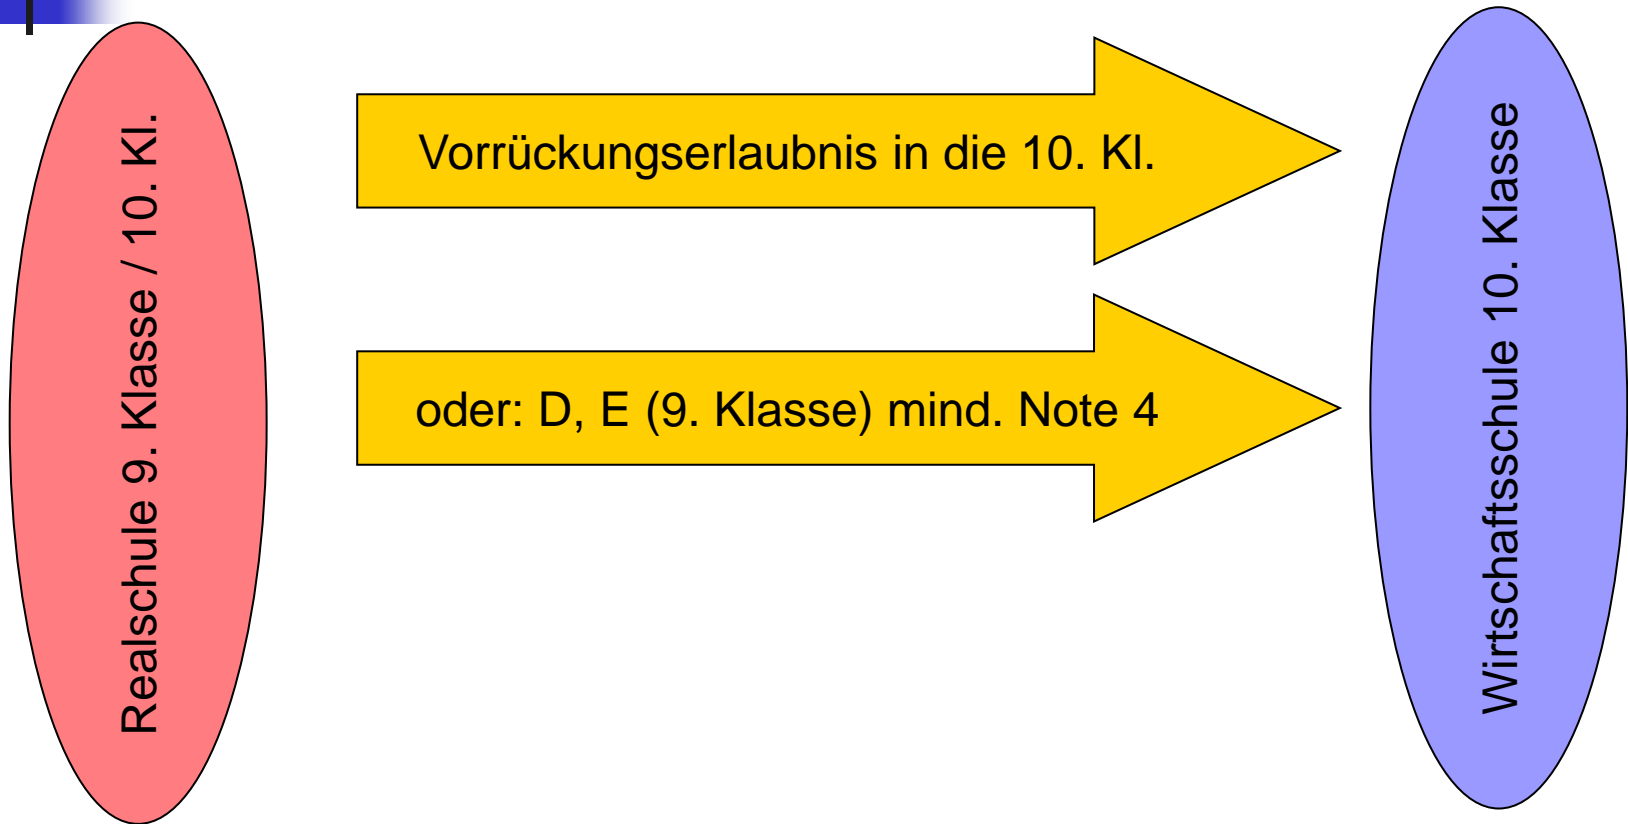 Realschule 9. Klasse / 10. Kl.
Vorrückungserlaubnis in die 10. Kl.
oder: D, E (9. Klasse) mind. Note 4
Wirtschaftsschule 10. Klasse